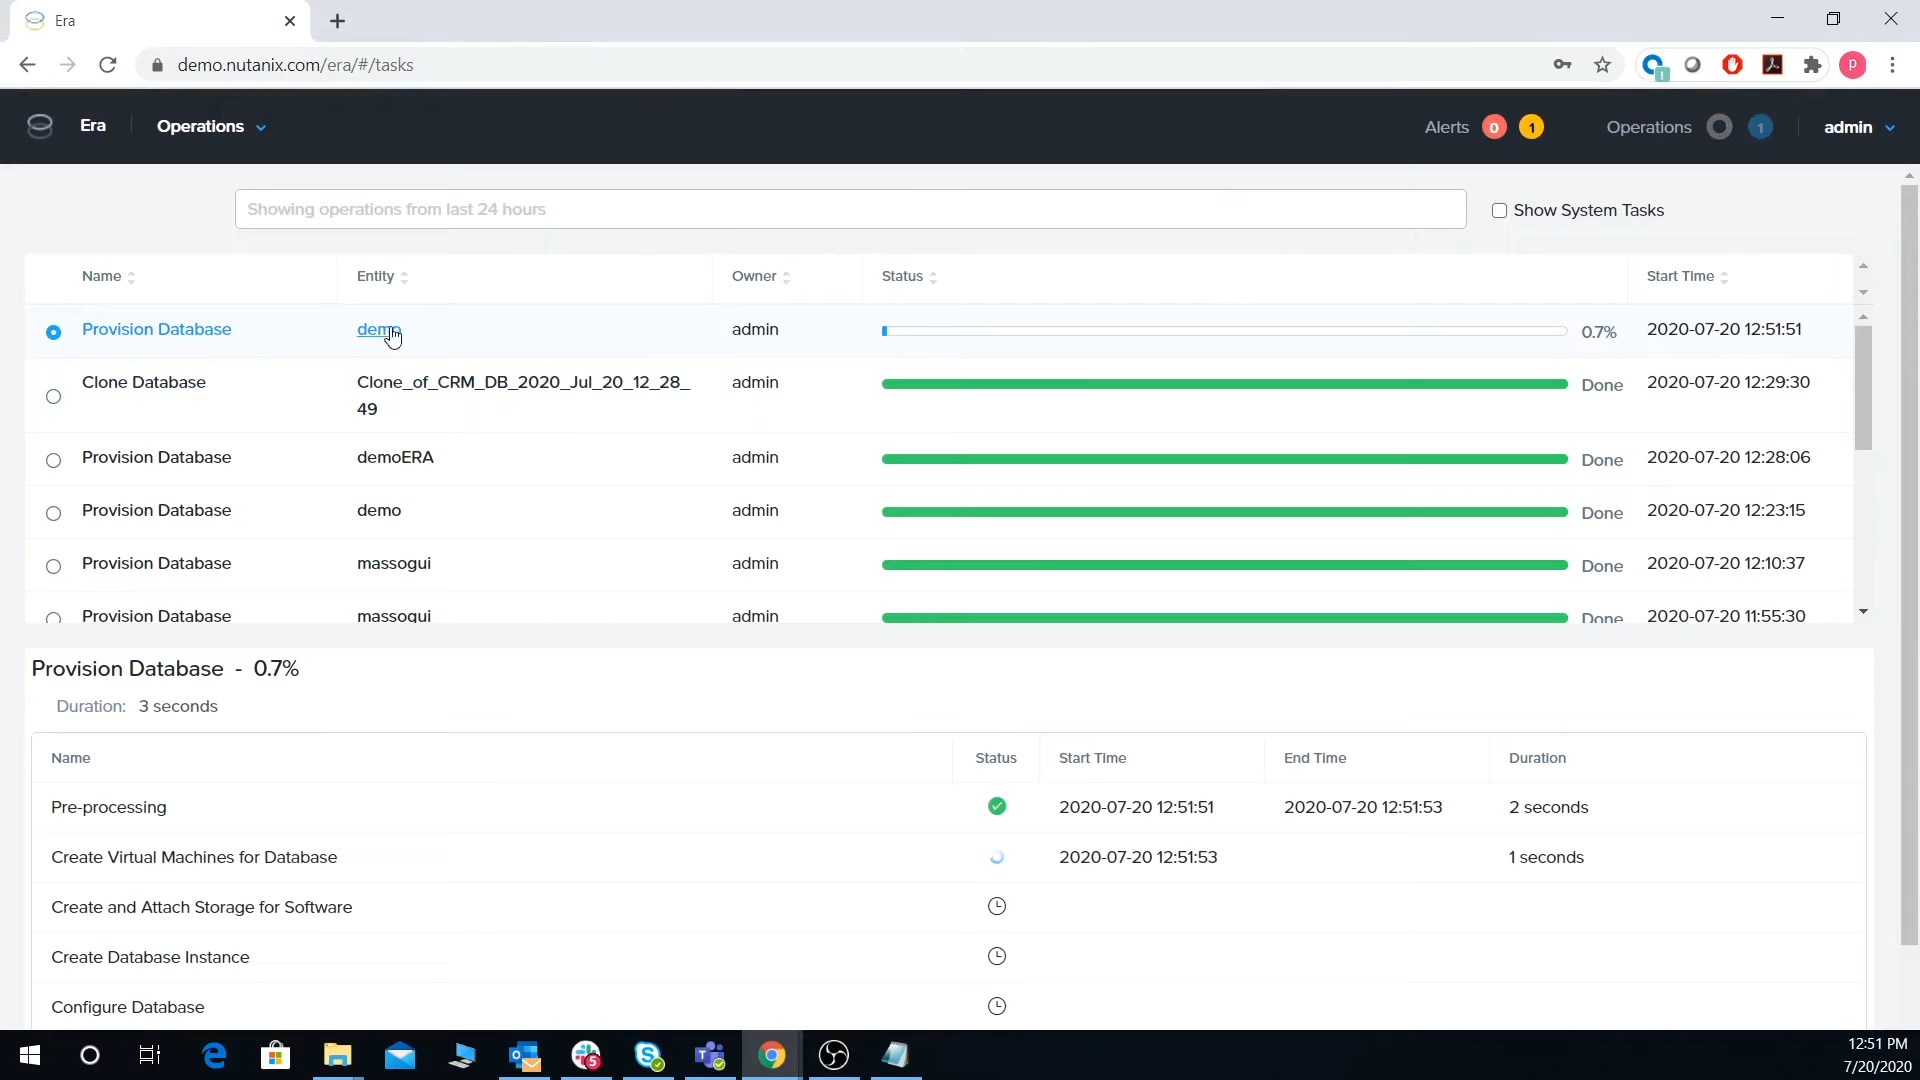 Era
demo.nutanix.com/era/#/tasks
P
Era Operations Alerts 0 1 Operations 1 admin
Showing operations from last 24 hours Show System Tasks
Name Entity Owner Status Start Time
Provision Database demo admin 0.7% 2020-07-20 12:51:51
Clone Database Clone_of_CRM_DB_2020_Jul_20_12_28_ admin Done 2020-07-20 12:29:30
49
Provision Database demoERA admin Done 2020-07-20 12:28:06
Provision Database demo admin Done 2020-07-20 12:23:15
Provision Database massogui admin Done 2020-07-20 12:10:37
Provision Database massogui admin Done 2020-07-20 11:55:30
Provision Database - 0.7%
Duration: 3 seconds
Name Status Start Time End Time Duration
Pre-processing 2020-07-20 12:51:51 2020-07-20 12:51:53 2 seconds
Create Virtual Machines for Database 2020-07-20 12:51:53 1 seconds
Create and Attach Storage for Software
Create Database Instance
Configure Database
5
12:51 PM
7/20/2020